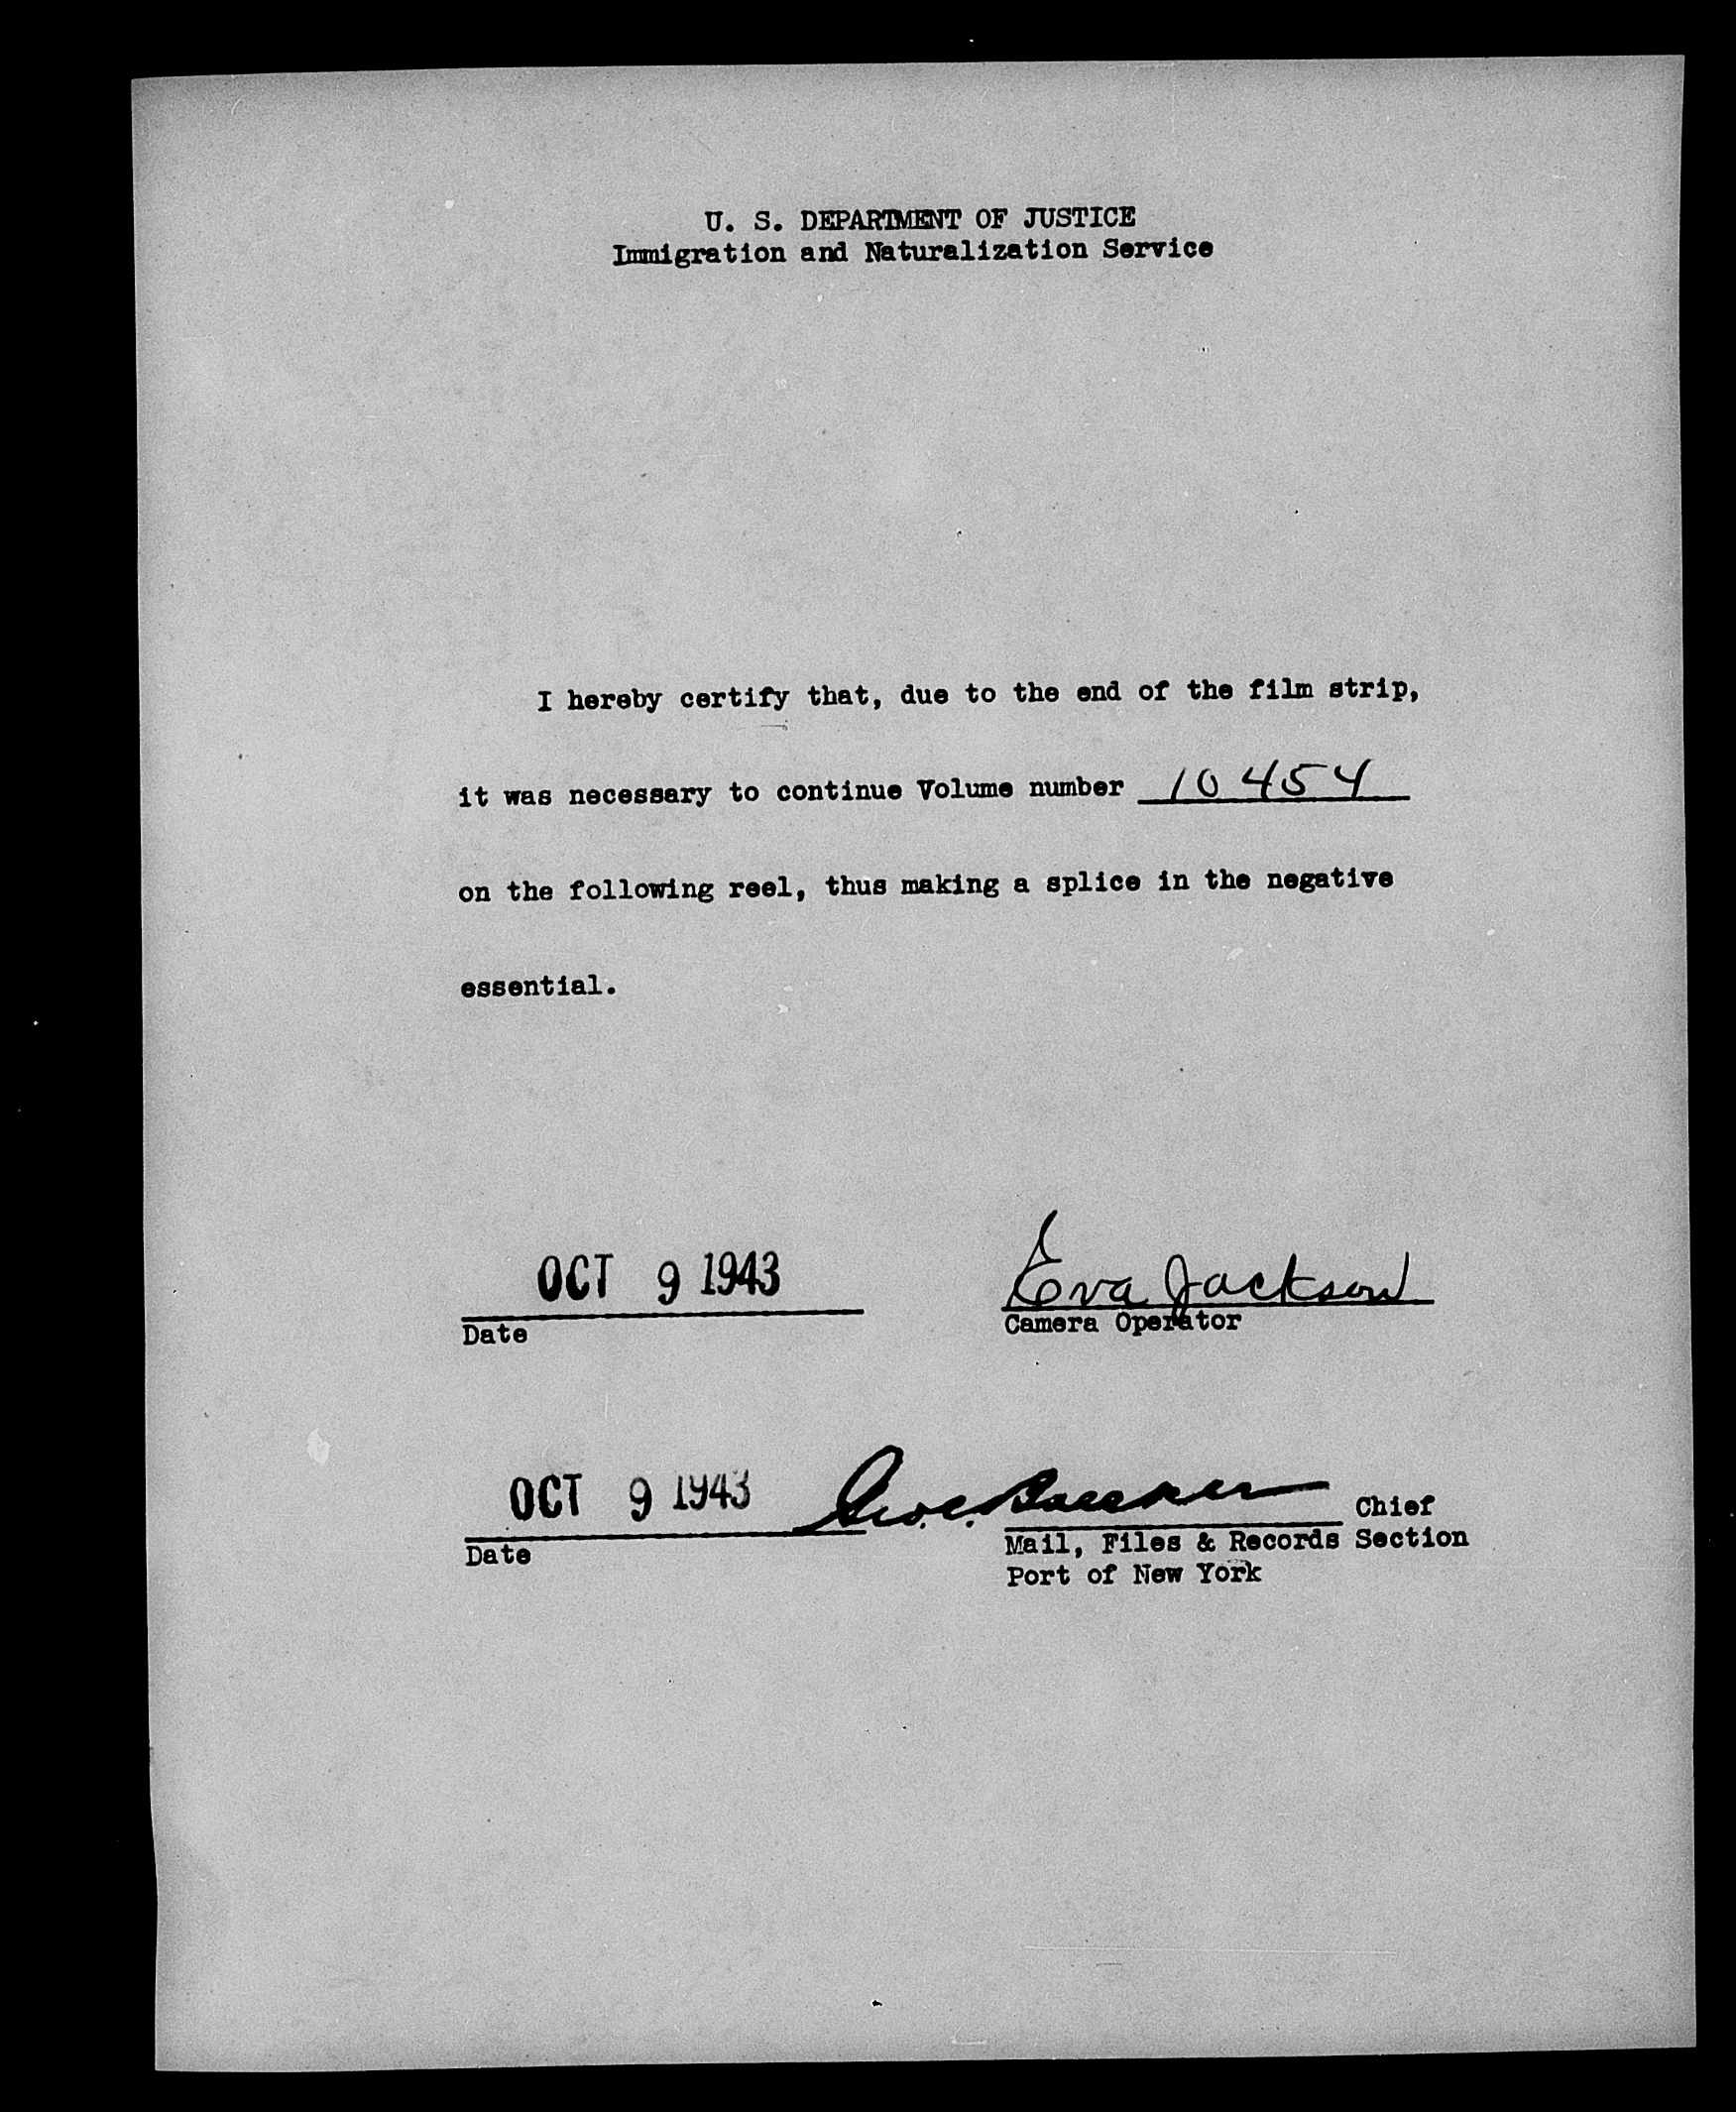 U. S. DEPARTMENT OF JUSTICE
Immigration and Naturalization Service
I hereby certify that, due to the end of the film strip,
it was necessary to continue Volume number 10454
on the following reel, thus making a splice in the negative
essential.
OCT 9 1943 Eva Jackson
Date Camera Operator
OCT 9 1943 Geo. C. Chief
Date Mail, Files & Records Section
Port of New York